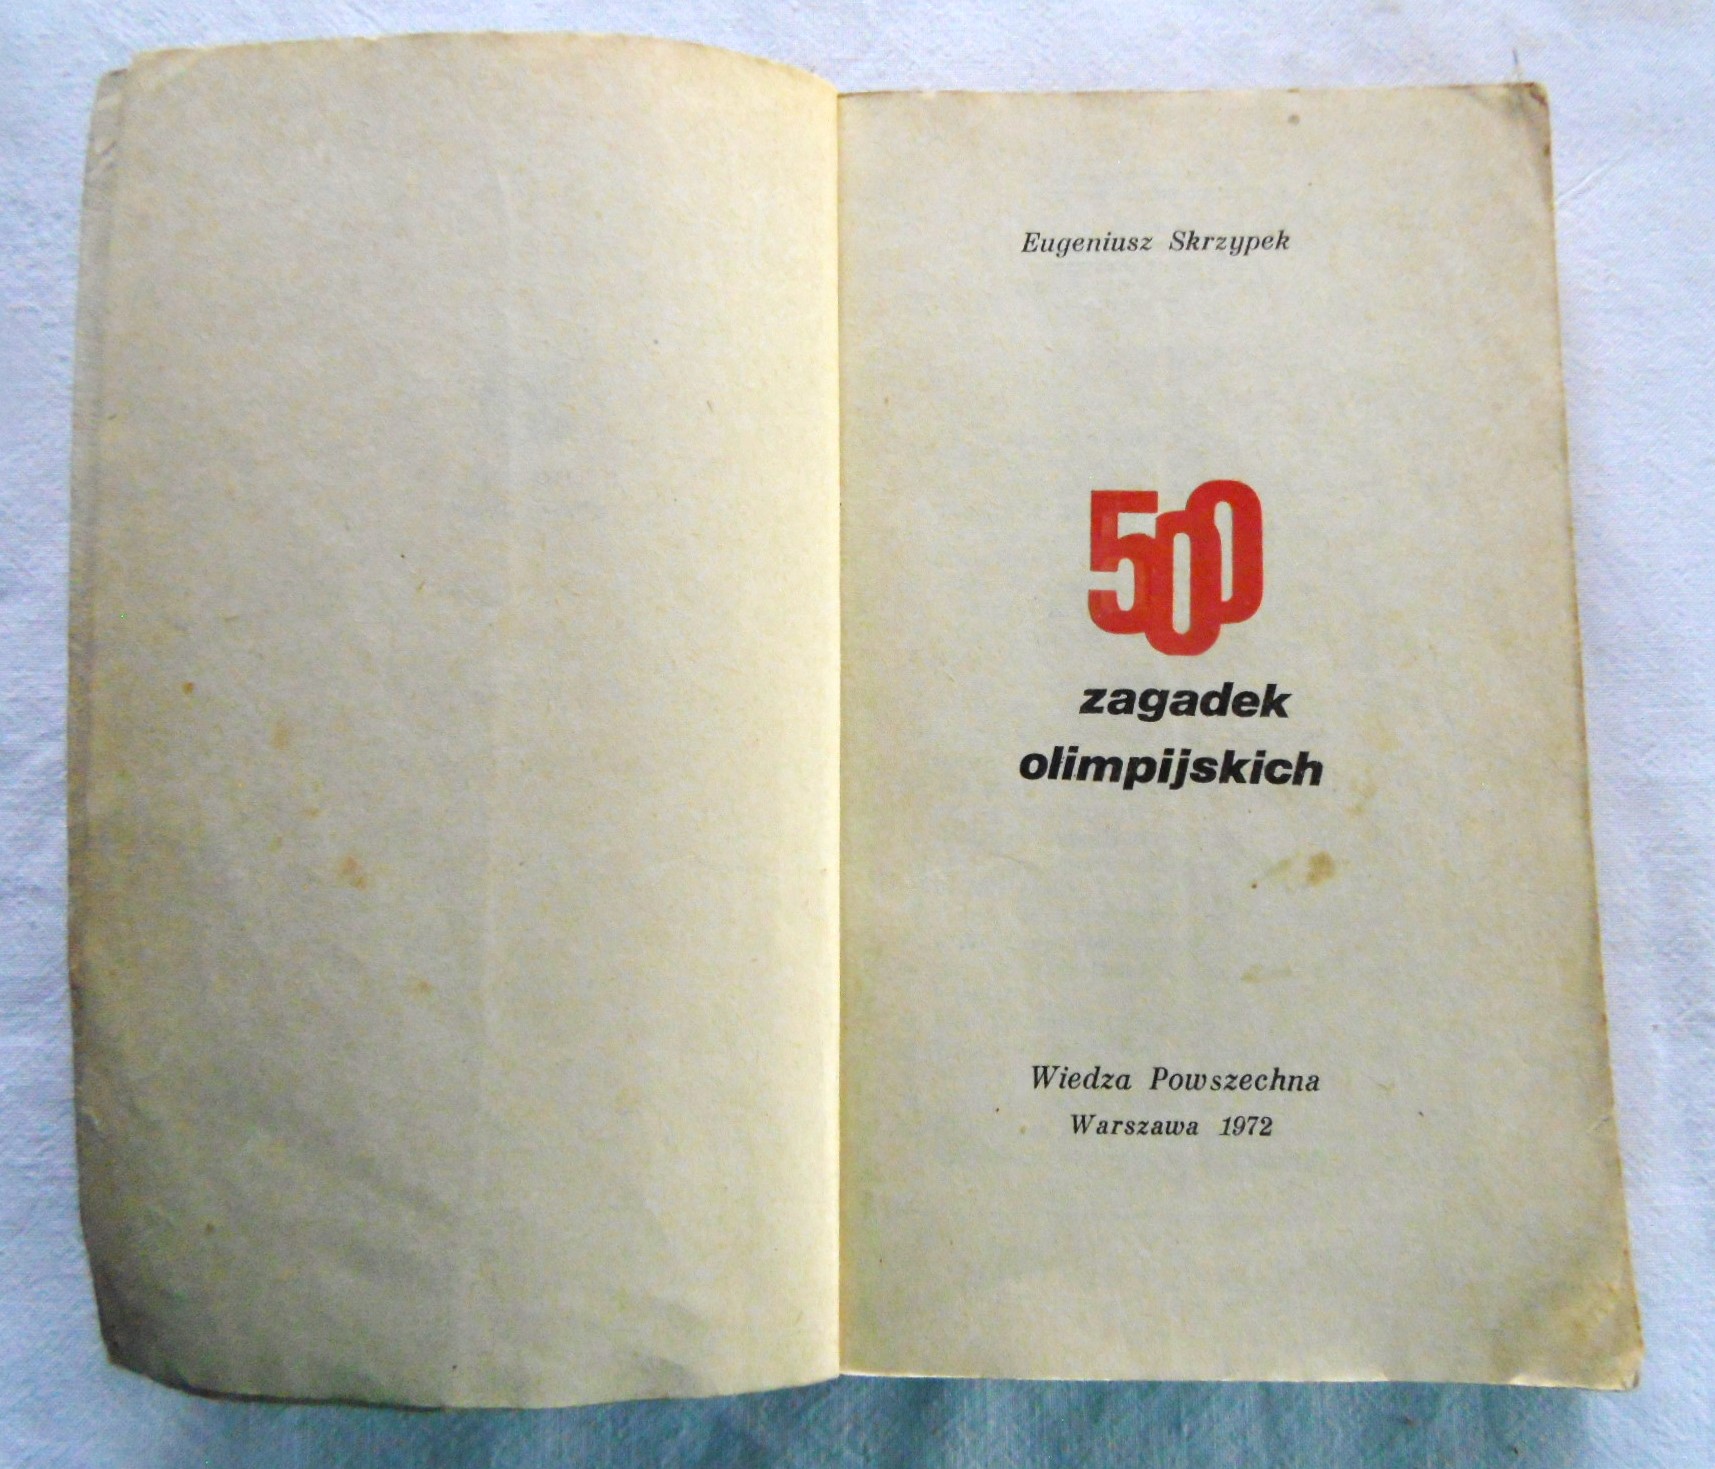 Eugeniusz Skrzypek
500
zagadek
olimpijskich
Wiedza Powszechna
Warszawa 1972